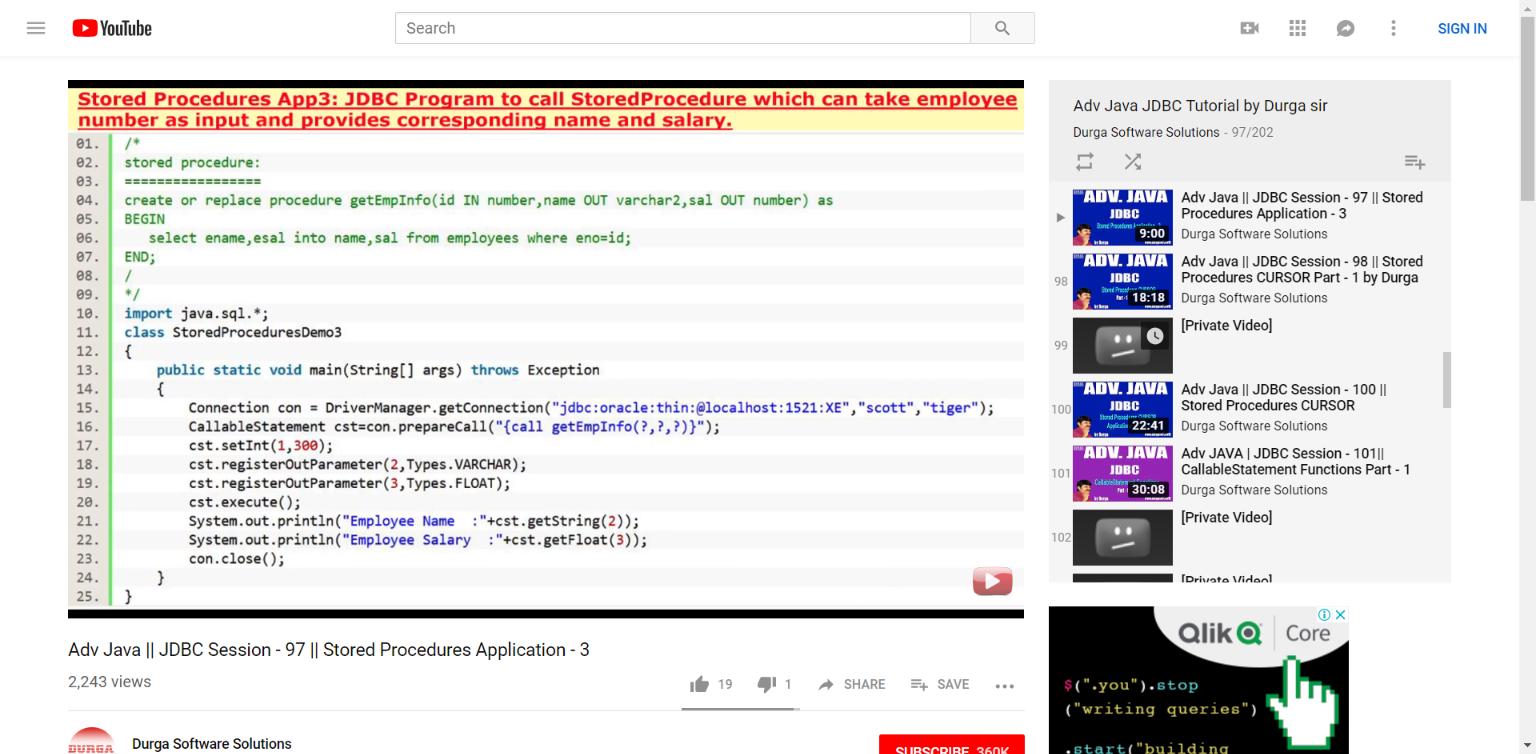 YouTube
Search
SIGN IN
Stored Procedures App3: JDBC Program to call StoredProcedure which can take employee
number as input and provides corresponding name and salary.
01. /*
02. stored procedure:
03. =================
04. create or replace procedure getEmpInfo(id IN number,name OUT varchar2,sal OUT number) as
05. BEGIN
06. select ename,esal into name,sal from employees where eno=id;
07. END;
08. /
09. */
10. import java.sql.*;
11. class StoredProceduresDemo3
12. {
13. public static void main(String[] args) throws Exception
14. {
15. Connection con = DriverManager.getConnection("jdbc:oracle:thin:@localhost:1521:XE","scott","tiger");
16. CallableStatement cst=con.prepareCall("{call getEmpInfo(?,?,?)}");
17. cst.setInt(1,300);
18. cst.registerOutParameter(2,Types.VARCHAR);
19. cst.registerOutParameter(3,Types.FLOAT);
20. cst.execute();
21. System.out.println("Employee Name  :"+cst.getString(2));
22. System.out.println("Employee Salary  :"+cst.getFloat(3));
23. con.close();
24. }
25. }
Adv Java || JDBC Session - 97 || Stored Procedures Application - 3
2,243 views
19
1
SHARE
SAVE
DURGA
Durga Software Solutions
SUBSCRIBE 360K
Adv Java JDBC Tutorial by Durga sir
Durga Software Solutions - 97/202
ADV. JAVA
JDBC
9:00
Adv Java || JDBC Session - 97 || Stored
Procedures Application - 3
Durga Software Solutions
98
ADV. JAVA
JDBC
18:18
Adv Java || JDBC Session - 98 || Stored
Procedures CURSOR Part - 1 by Durga
Durga Software Solutions
99
[Private Video]
100
ADV. JAVA
JDBC
22:41
Adv Java || JDBC Session - 100 ||
Stored Procedures CURSOR
Durga Software Solutions
101
ADV. JAVA
JDBC
30:08
Adv JAVA | JDBC Session - 101||
CallableStatement Functions Part - 1
Durga Software Solutions
102
[Private Video]
[Private Video]
Qlik Core
$(".you").stop
("writing queries")
.start("building